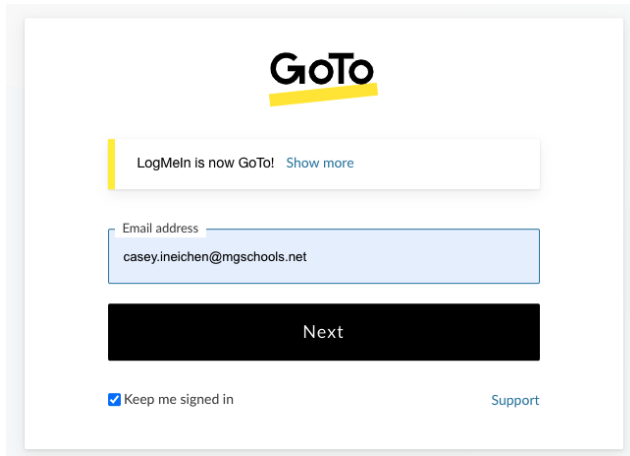 GoTo
LogMeIn is now GoTo! Show more
Email address
casey.ineichen@mgschools.net
Next
Keep me signed in
Support